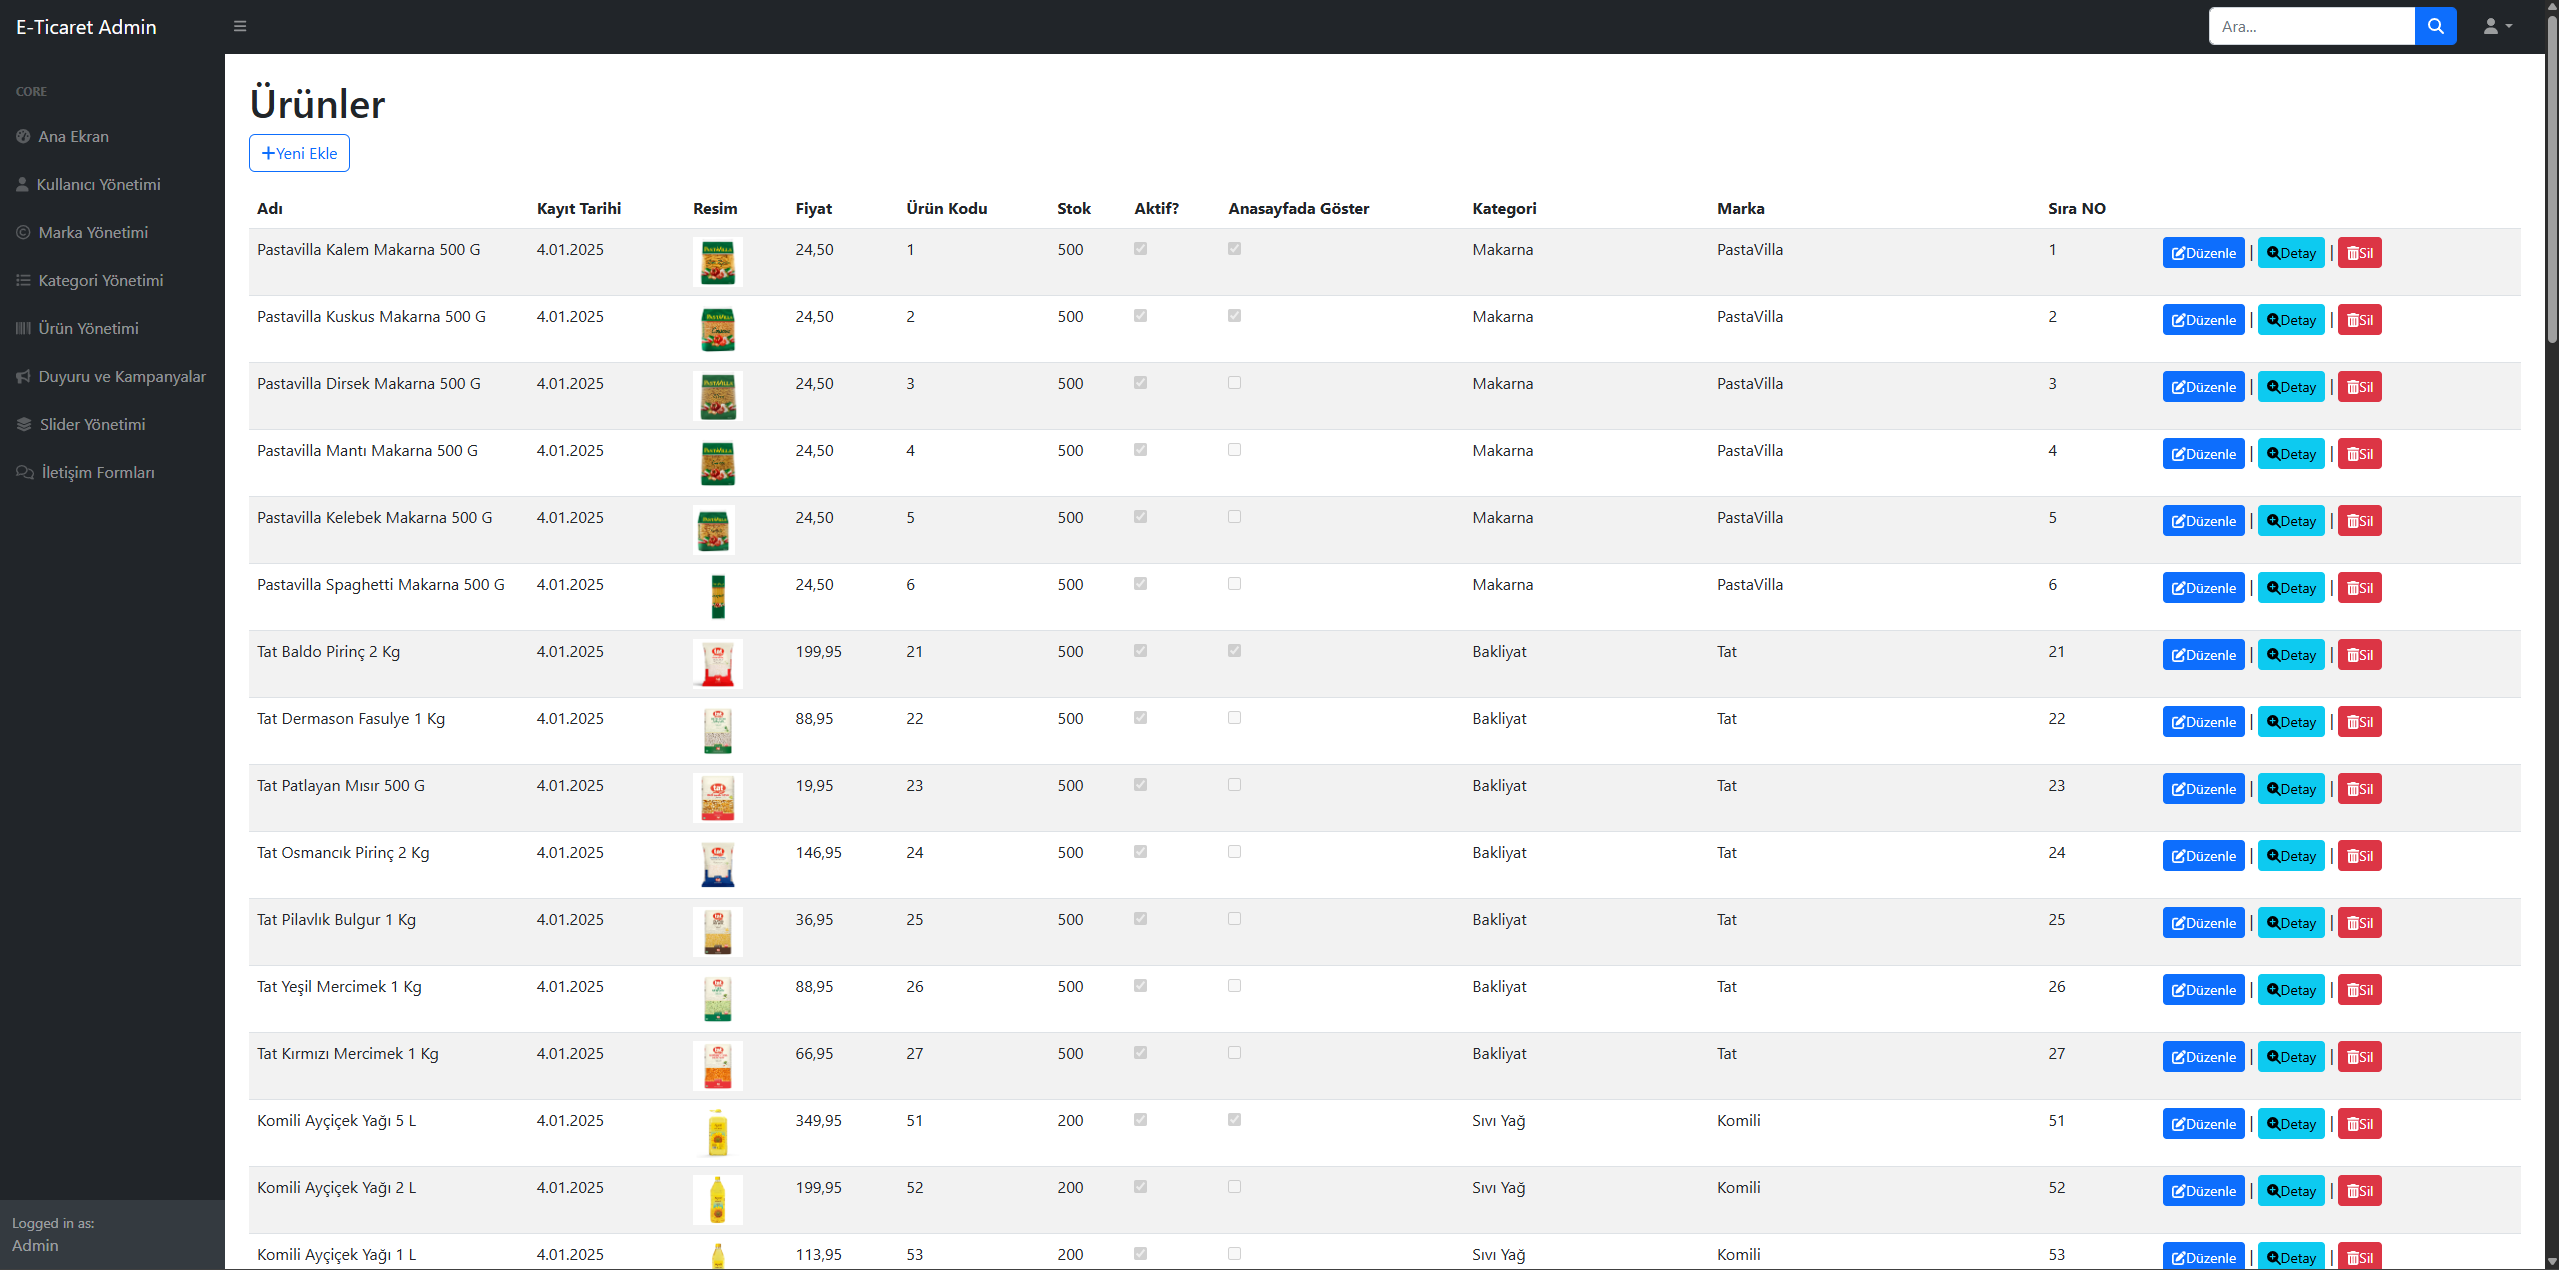 E-Ticaret Admin
Ara...
CORE
Ana Ekran
Kullanıcı Yönetimi
Marka Yönetimi
Kategori Yönetimi
Ürün Yönetimi
Duyuru ve Kampanyalar
Slider Yönetimi
İletişim Formları
Logged in as:
Admin
Ürünler
Yeni Ekle
Adı Kayıt Tarihi Resim Fiyat Ürün Kodu Stok Aktif? Anasayfada Göster Kategori Marka Sıra NO
Pastavilla Kalem Makarna 500 G 4.01.2025 24,50 1 500 Makarna PastaVilla 1 Düzenle | Detay | Sil
Pastavilla Kuskus Makarna 500 G 4.01.2025 24,50 2 500 Makarna PastaVilla 2 Düzenle | Detay | Sil
Pastavilla Dirsek Makarna 500 G 4.01.2025 24,50 3 500 Makarna PastaVilla 3 Düzenle | Detay | Sil
Pastavilla Mantı Makarna 500 G 4.01.2025 24,50 4 500 Makarna PastaVilla 4 Düzenle | Detay | Sil
Pastavilla Kelebek Makarna 500 G 4.01.2025 24,50 5 500 Makarna PastaVilla 5 Düzenle | Detay | Sil
Pastavilla Spaghetti Makarna 500 G 4.01.2025 24,50 6 500 Makarna PastaVilla 6 Düzenle | Detay | Sil
Tat Baldo Pirinç 2 Kg 4.01.2025 199,95 21 500 Bakliyat Tat 21 Düzenle | Detay | Sil
Tat Dermason Fasulye 1 Kg 4.01.2025 88,95 22 500 Bakliyat Tat 22 Düzenle | Detay | Sil
Tat Patlayan Mısır 500 G 4.01.2025 19,95 23 500 Bakliyat Tat 23 Düzenle | Detay | Sil
Tat Osmancık Pirinç 2 Kg 4.01.2025 146,95 24 500 Bakliyat Tat 24 Düzenle | Detay | Sil
Tat Pilavlık Bulgur 1 Kg 4.01.2025 36,95 25 500 Bakliyat Tat 25 Düzenle | Detay | Sil
Tat Yeşil Mercimek 1 Kg 4.01.2025 88,95 26 500 Bakliyat Tat 26 Düzenle | Detay | Sil
Tat Kırmızı Mercimek 1 Kg 4.01.2025 66,95 27 500 Bakliyat Tat 27 Düzenle | Detay | Sil
Komili Ayçiçek Yağı 5 L 4.01.2025 349,95 51 200 Sıvı Yağ Komili 51 Düzenle | Detay | Sil
Komili Ayçiçek Yağı 2 L 4.01.2025 199,95 52 200 Sıvı Yağ Komili 52 Düzenle | Detay | Sil
Komili Ayçiçek Yağı 1 L 4.01.2025 113,95 53 200 Sıvı Yağ Komili 53 Düzenle | Detay | Sil